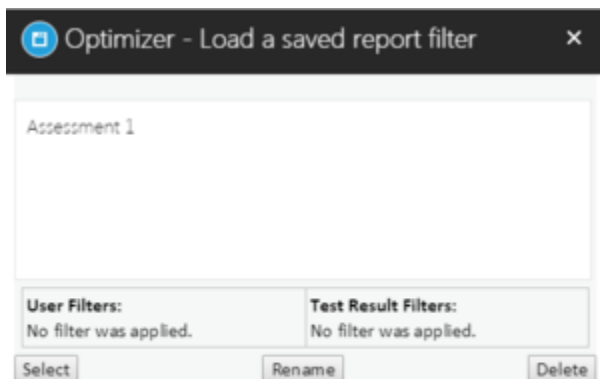 Optimizer - Load a saved report filter ×
Assessment 1
User Filters: Test Result Filters:
No filter was applied. No filter was applied.
Select Rename Delete